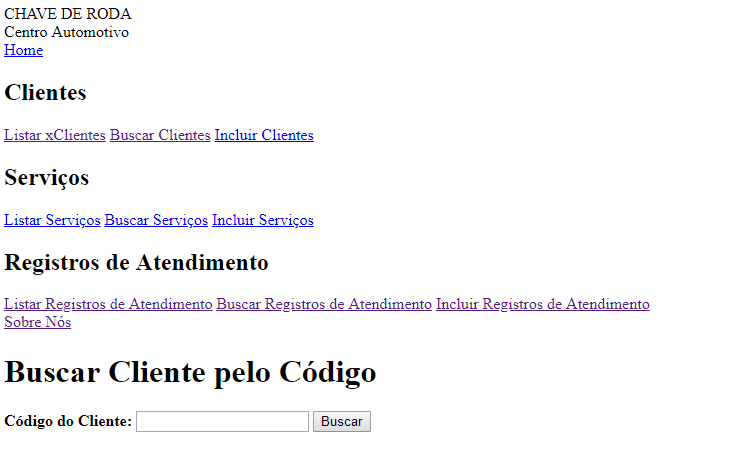 CHAVE DE RODA
Centro Automotivo
Home
Clientes
Listar xClientes Buscar Clientes Incluir Clientes
Serviços
Listar Serviços Buscar Serviços Incluir Serviços
Registros de Atendimento
Listar Registros de Atendimento Buscar Registros de Atendimento Incluir Registros de Atendimento
Sobre Nós
Buscar Cliente pelo Código
Código do Cliente: Buscar